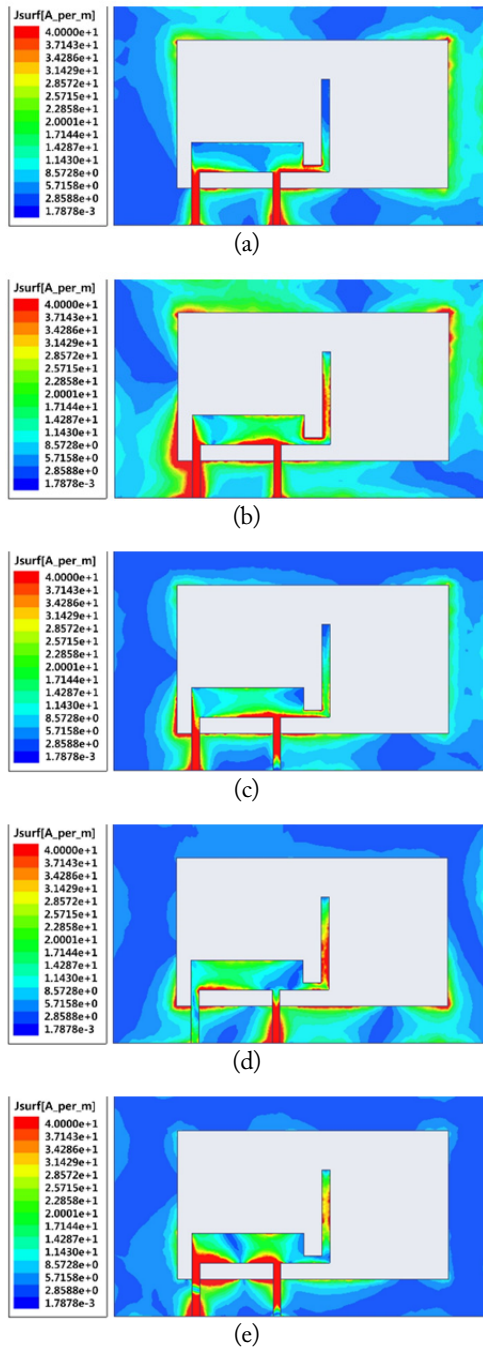 Jsurf[A_per_m]
4.0000e+1
3.7143e+1
3.4286e+1
3.1429e+1
2.8572e+1
2.5715e+1
2.2858e+1
2.0001e+1
1.7144e+1
1.4287e+1
1.1430e+1
8.5728e+0
5.7158e+0
2.8588e+0
1.7878e-3
(a)
Jsurf[A_per_m]
4.0000e+1
3.7143e+1
3.4286e+1
3.1429e+1
2.8572e+1
2.5715e+1
2.2858e+1
2.0001e+1
1.7144e+1
1.4287e+1
1.1430e+1
8.5728e+0
5.7158e+0
2.8588e+0
1.7878e-3
(b)
Jsurf[A_per_m]
4.0000e+1
3.7143e+1
3.4286e+1
3.1429e+1
2.8572e+1
2.5715e+1
2.2858e+1
2.0001e+1
1.7144e+1
1.4287e+1
1.1430e+1
8.5728e+0
5.7158e+0
2.8588e+0
1.7878e-3
(c)
Jsurf[A_per_m]
4.0000e+1
3.7143e+1
3.4286e+1
3.1429e+1
2.8572e+1
2.5715e+1
2.2858e+1
2.0001e+1
1.7144e+1
1.4287e+1
1.1430e+1
8.5728e+0
5.7158e+0
2.8588e+0
1.7878e-3
(d)
Jsurf[A_per_m]
4.0000e+1
3.7143e+1
3.4286e+1
3.1429e+1
2.8572e+1
2.5715e+1
2.2858e+1
2.0001e+1
1.7144e+1
1.4287e+1
1.1430e+1
8.5728e+0
5.7158e+0
2.8588e+0
1.7878e-3
(e)